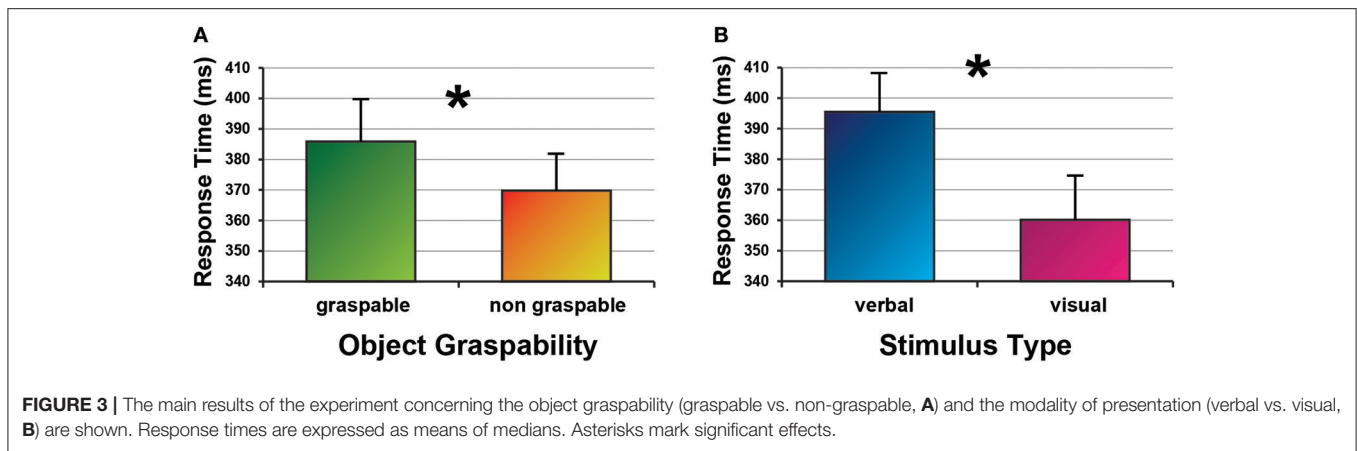 A
Response Time (ms)
410
400
390
380
370
360
350
340
graspable non graspable
Object Graspability
B
Response Time (ms)
410
400
390
380
370
360
350
340
verbal visual
Stimulus Type
*
*
FIGURE 3 | The main results of the experiment concerning the object graspability (graspable vs. non-graspable, A) and the modality of presentation (verbal vs. visual,
B) are shown. Response times are expressed as means of medians. Asterisks mark significant effects.